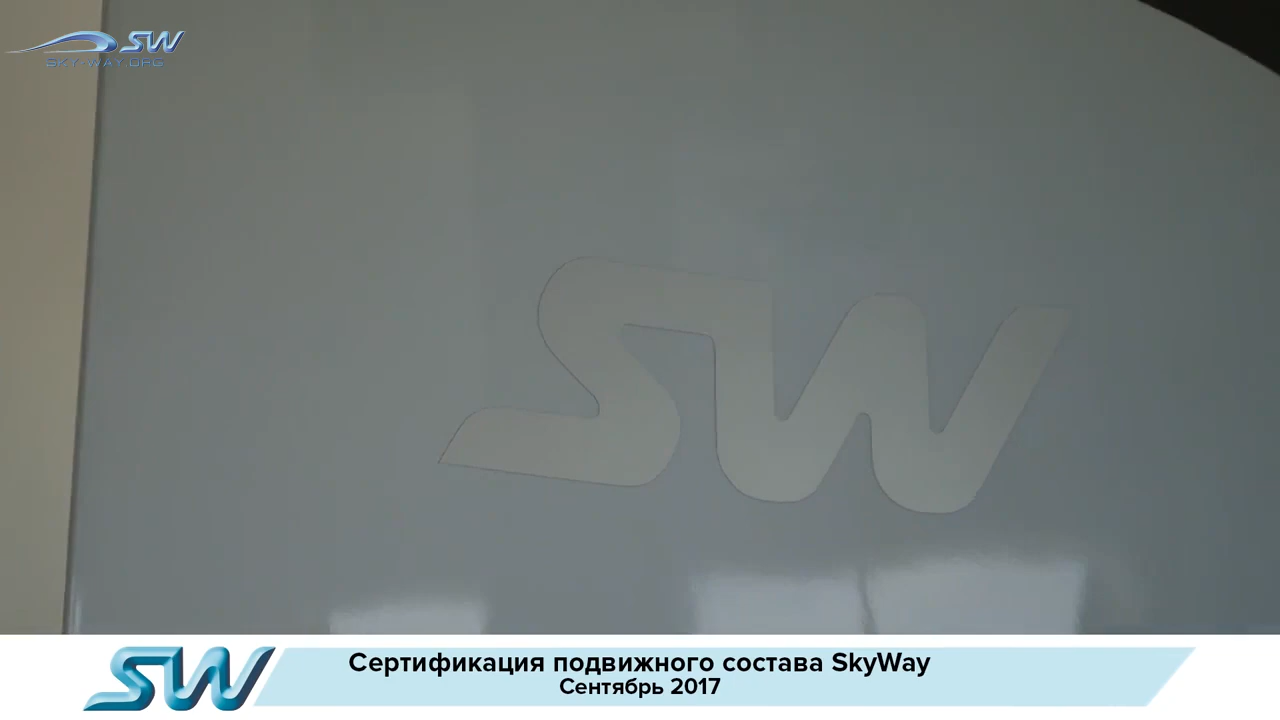 SW
SKY-WAY.ORG
SW
SW
Сертификация подвижного состава SkyWay
Сентябрь 2017